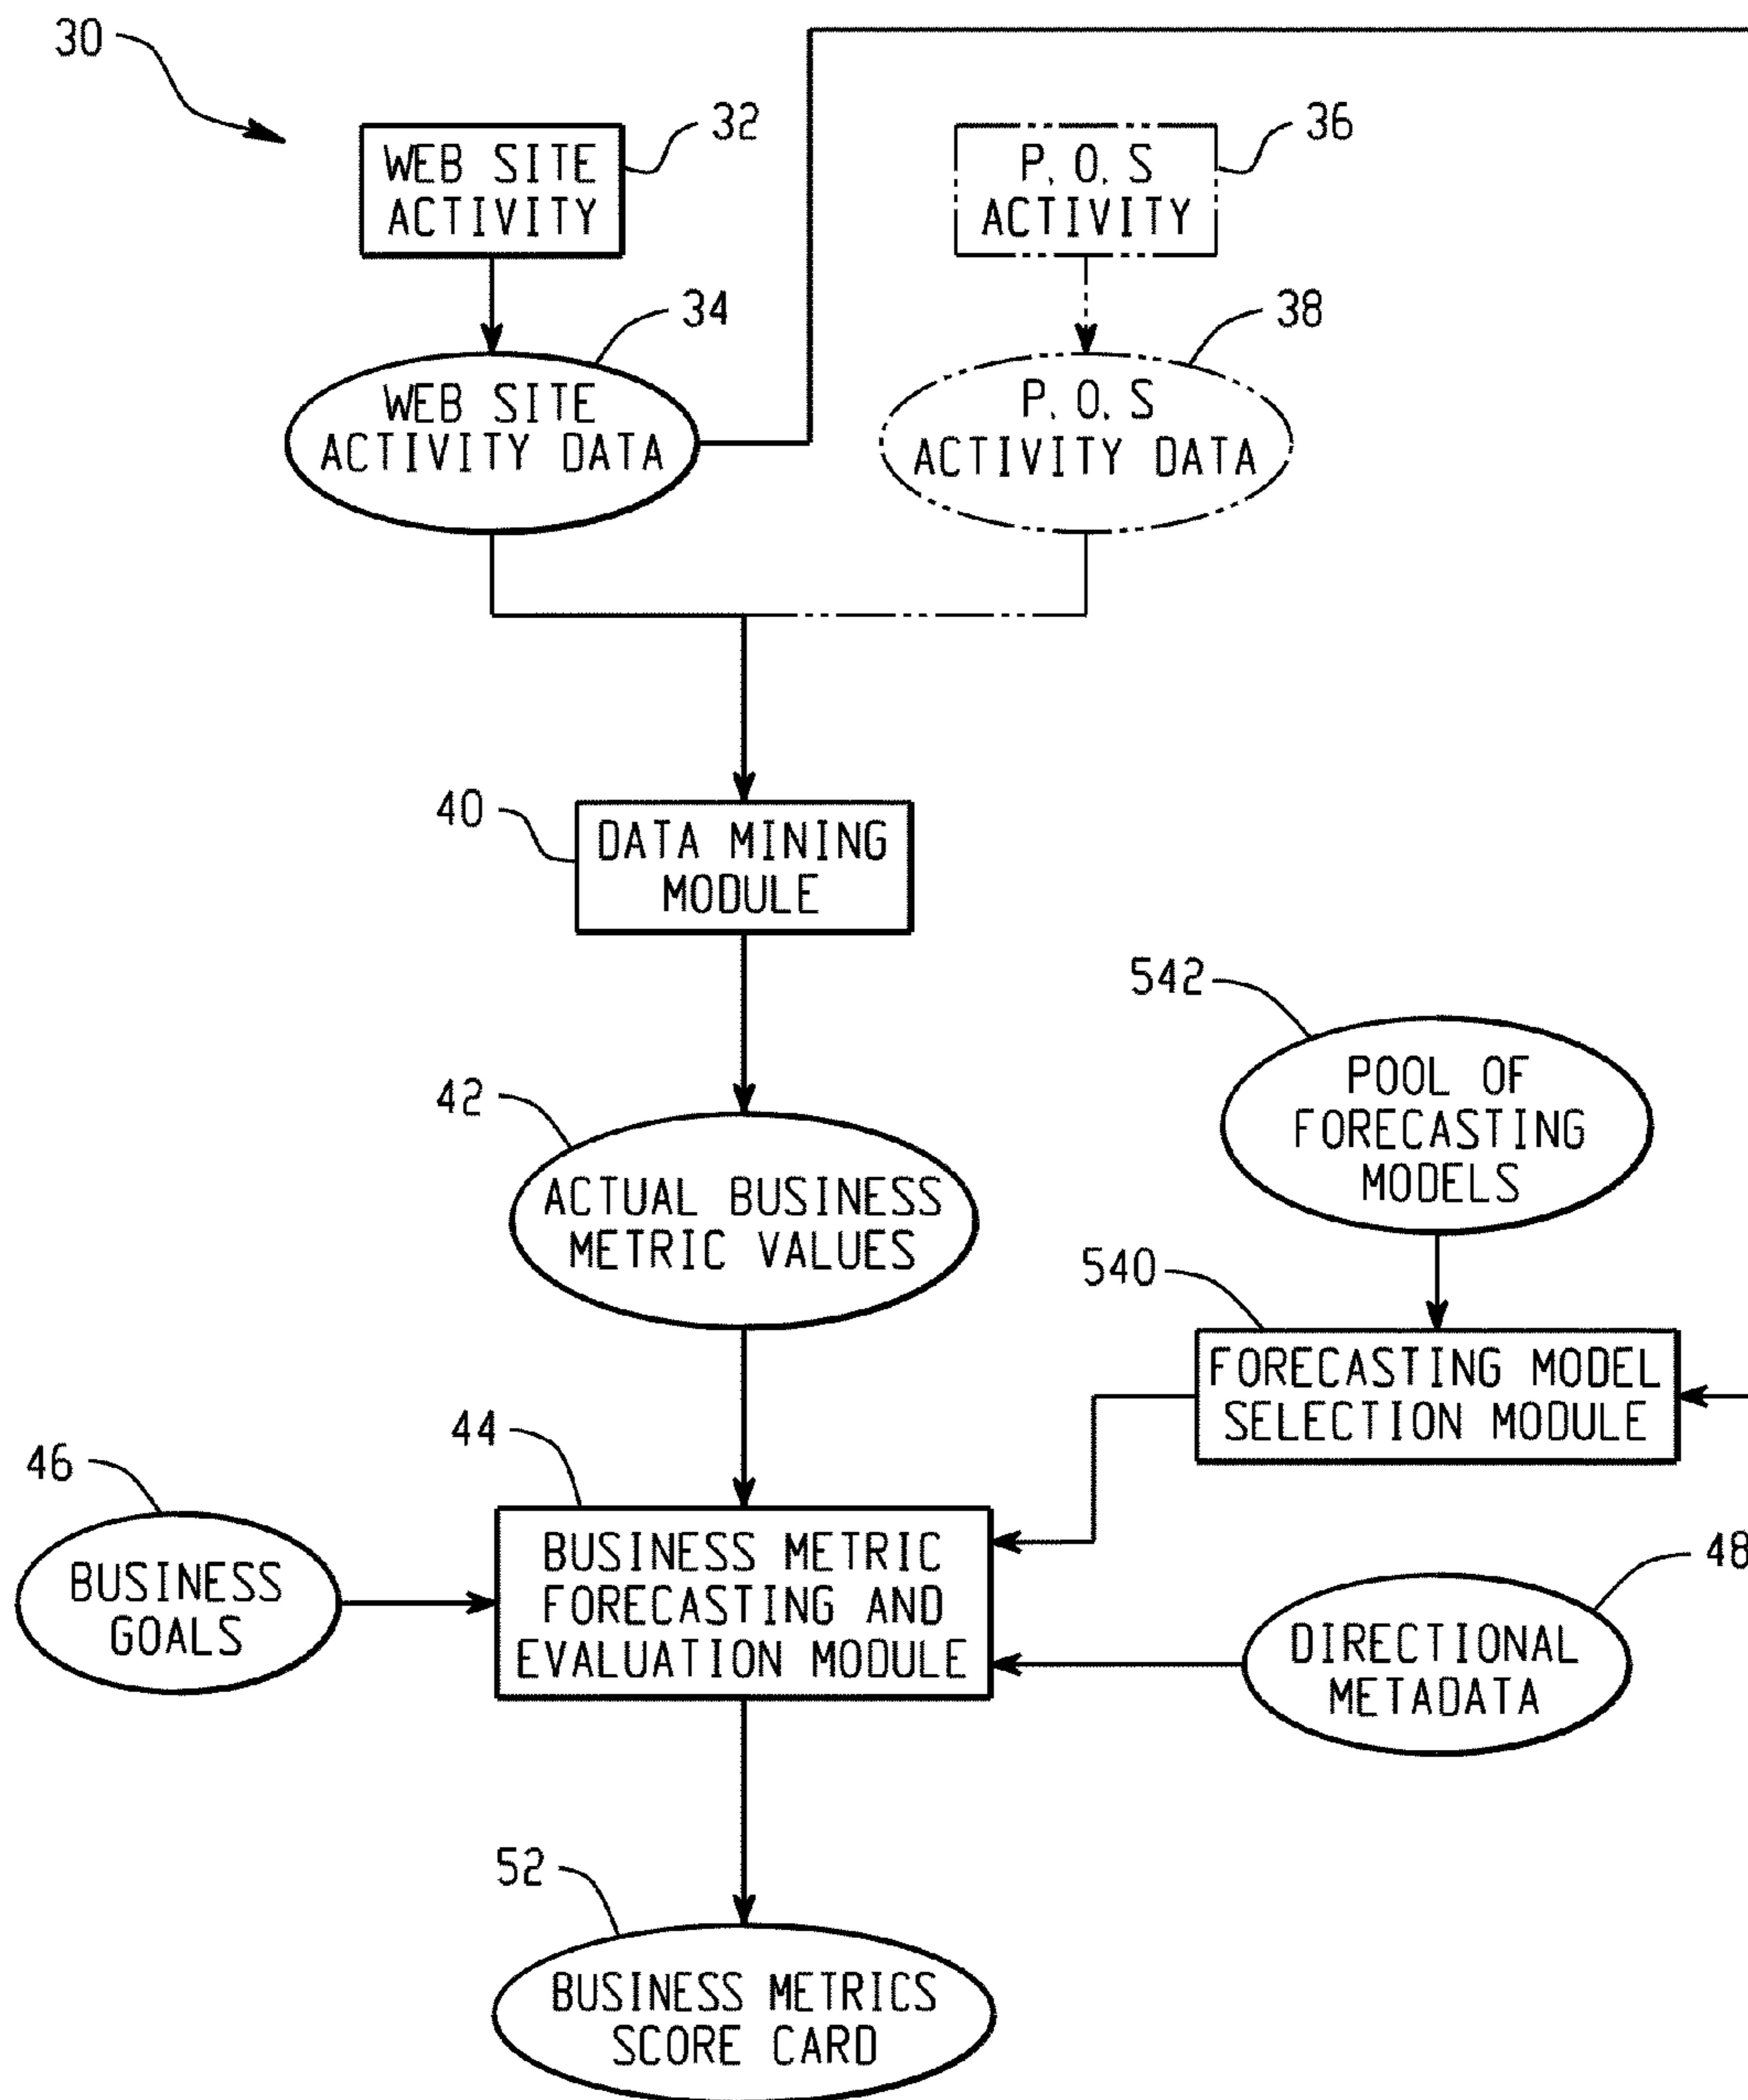 30
32
WEB SITE
ACTIVITY
36
P.O.S
ACTIVITY
34
WEB SITE
ACTIVITY DATA
38
P.O.S
ACTIVITY DATA
40
DATA MINING
MODULE
542
POOL OF
FORECASTING
MODELS
42
ACTUAL BUSINESS
METRIC VALUES
540
FORECASTING MODEL
SELECTION MODULE
46
BUSINESS
GOALS
44
BUSINESS METRIC
FORECASTING AND
EVALUATION MODULE
48
DIRECTIONAL
METADATA
52
BUSINESS METRICS
SCORE CARD